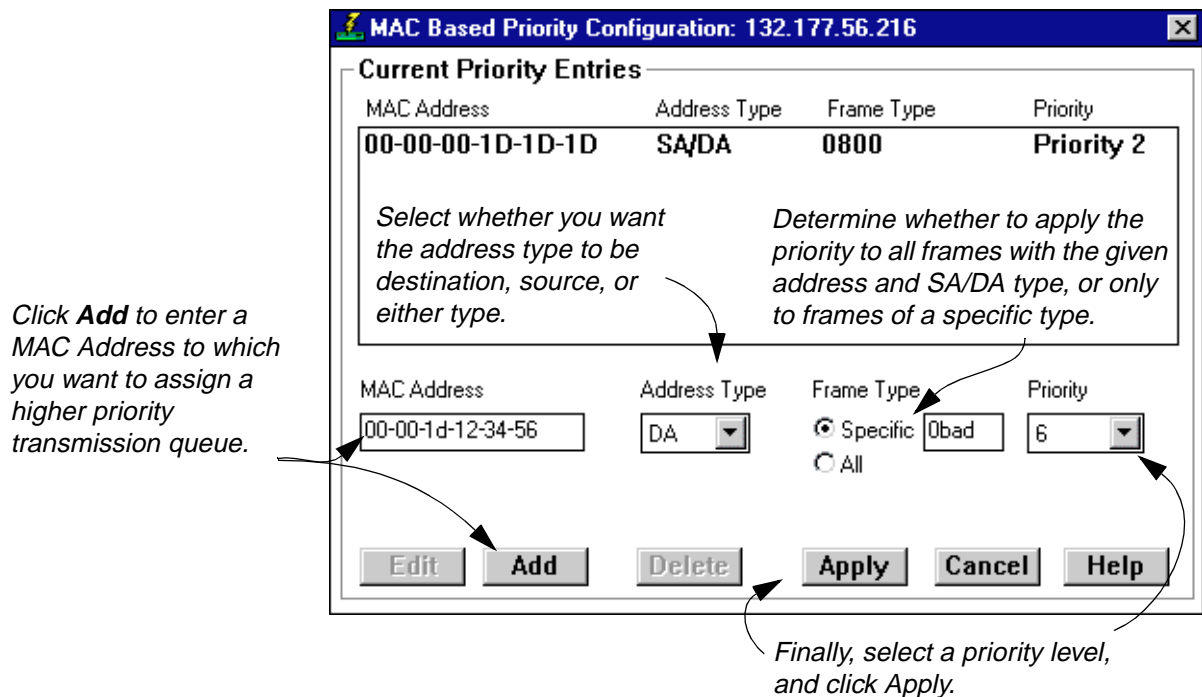 MAC Based Priority Configuration: 132.177.56.216
Current Priority Entries
MAC Address Address Type Frame Type Priority
00-00-00-1D-1D-1D SA/DA 0800 Priority 2
Select whether you want
the address type to be
destination, source, or
either type.
Determine whether to apply the
priority to all frames with the given
address and SA/DA type, or only
to frames of a specific type.
Click Add to enter a
MAC Address to which
you want to assign a
higher priority
transmission queue.
MAC Address Address Type Frame Type Priority
00-00-1d-12-34-56 DA Specific 0bad 6
All
Edit Add Delete Apply Cancel Help
Finally, select a priority level,
and click Apply.